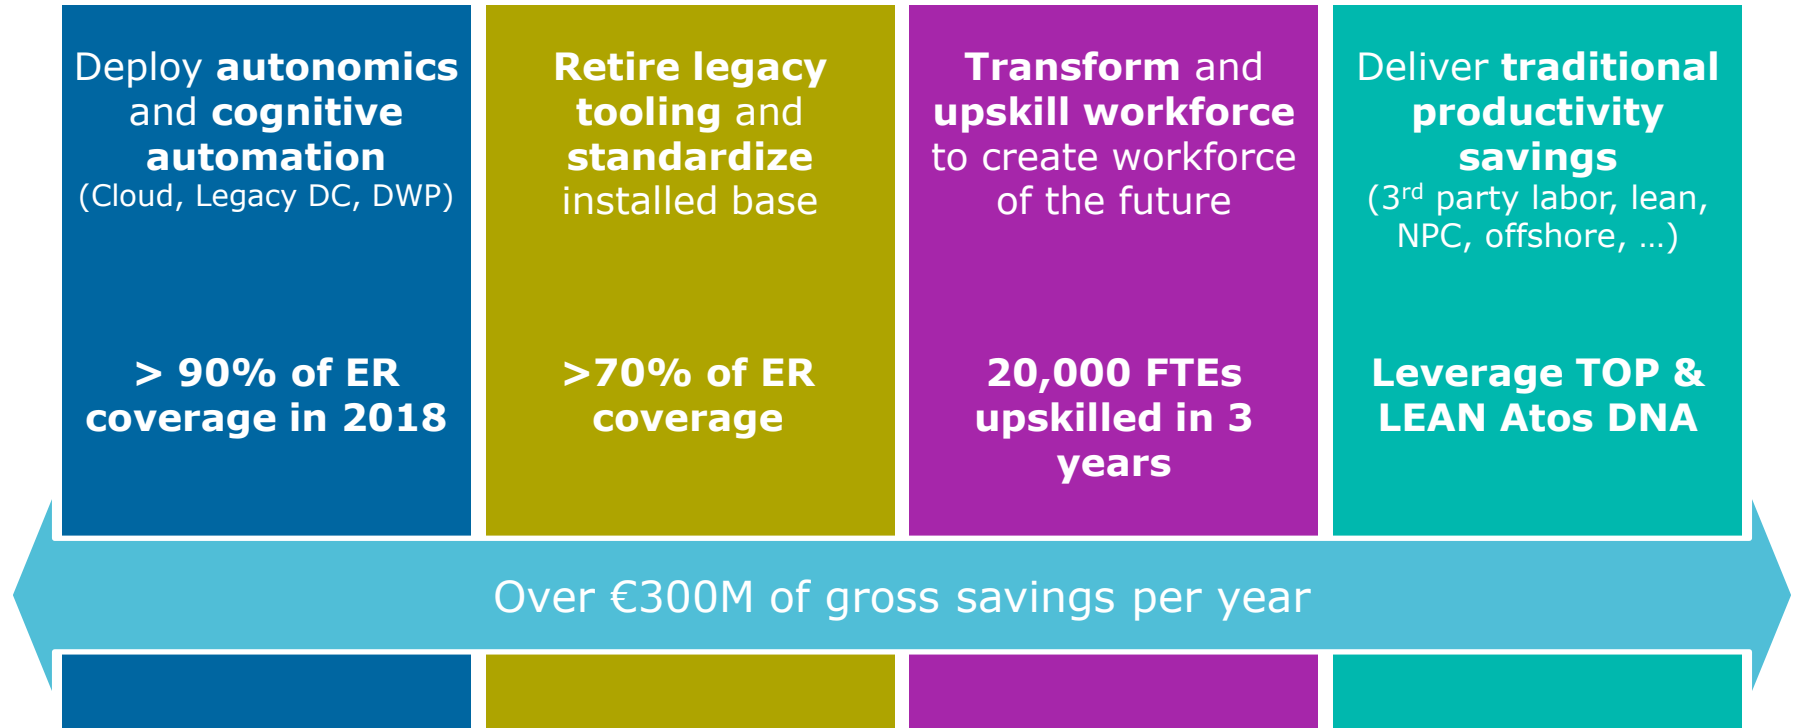 Deploy autonomics
and cognitive
automation
(Cloud, Legacy DC, DWP)
> 90% of ER
coverage in 2018
Retire legacy
tooling and
standardize
installed base
>70% of ER
coverage
Transform and
upskill workforce
to create workforce
of the future
20,000 FTEs
upskilled in 3
years
Deliver traditional
productivity
savings
(3rd party labor, lean,
NPC, offshore, …)
Leverage TOP &
LEAN Atos DNA
Over €300M of gross savings per year